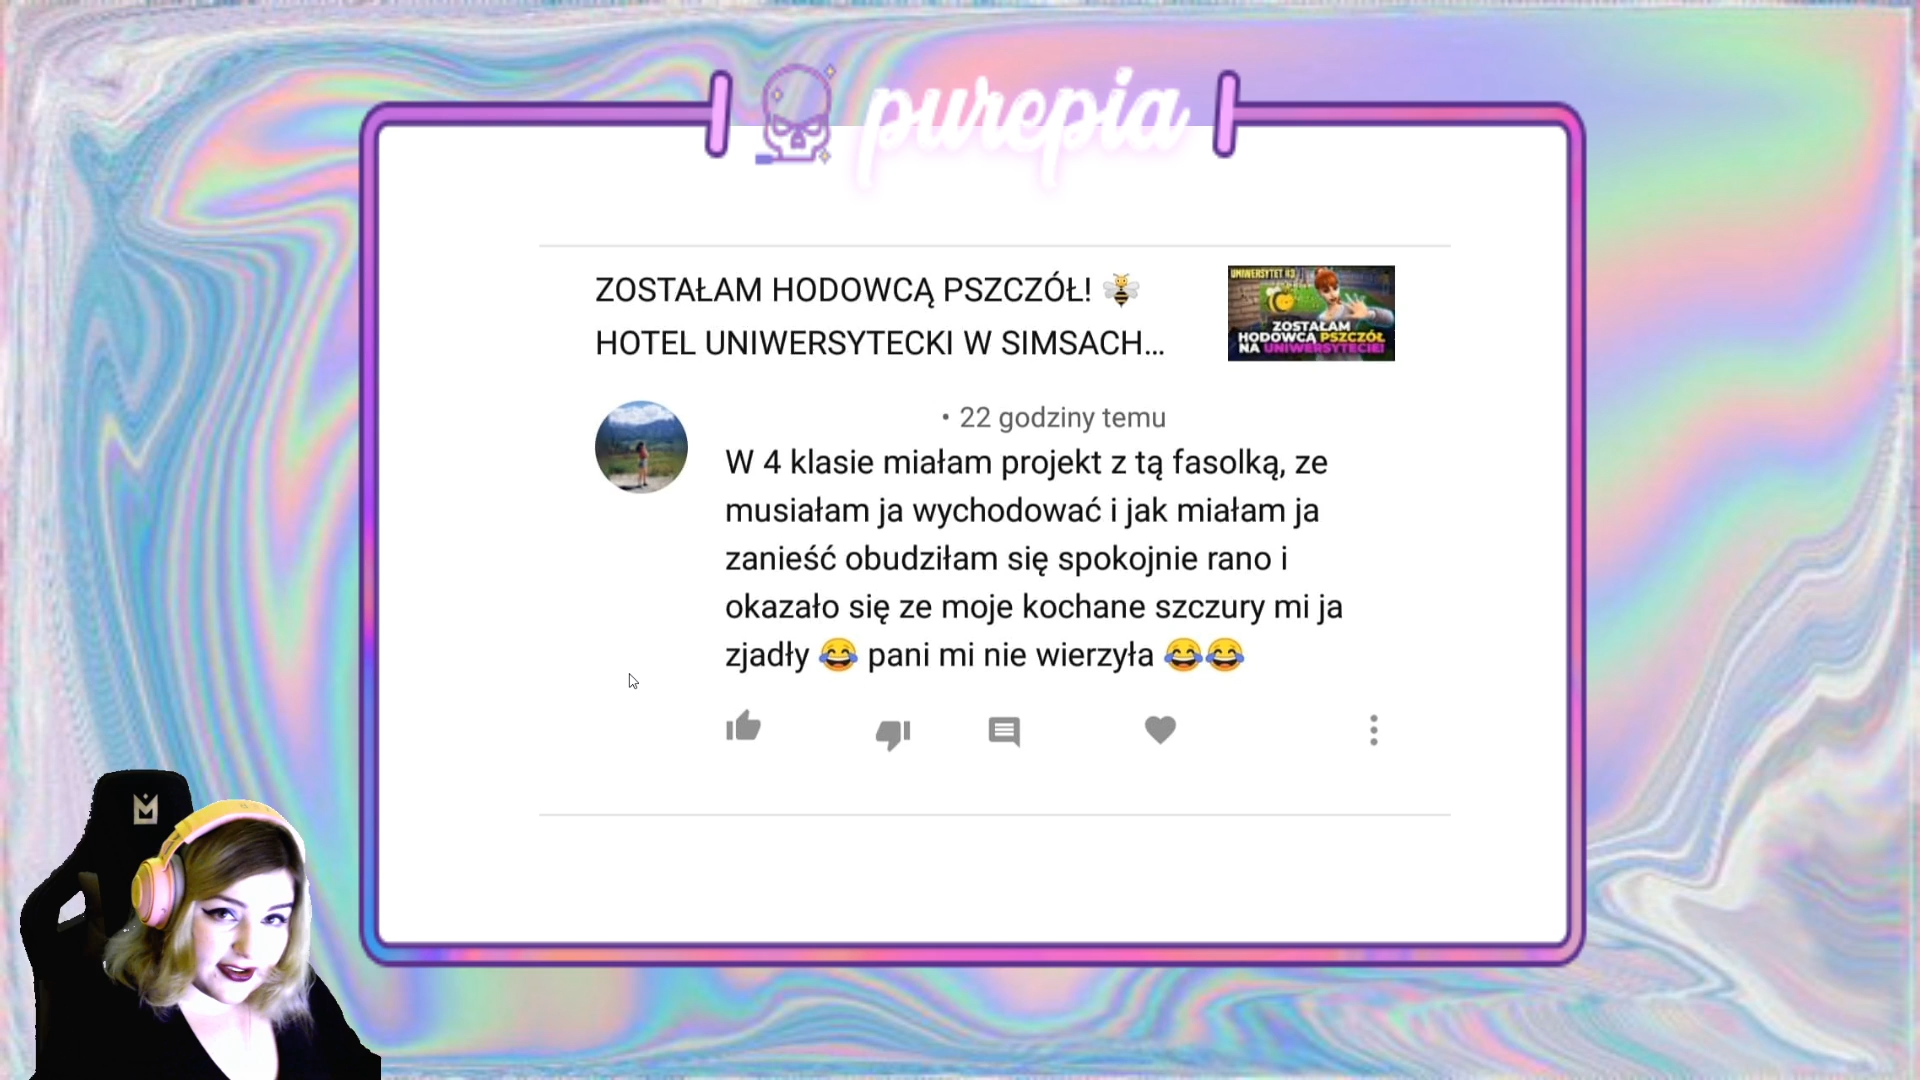 purepia
ZOSTAŁAM HODOWCĄ PSZCZÓŁ! 🐝
HOTEL UNIWERSYTECKI W SIMSACH...
UNIWERSYTET #3
ZOSTAŁAM
HODOWCĄ PSZCZÓŁ
NA UNIWERSYTECIE!
• 22 godziny temu
W 4 klasie miałam projekt z tą fasolką, ze
musiałam ja wychodować i jak miałam ja
zanieść obudziłam się spokojnie rano i
okazało się ze moje kochane szczury mi ja
zjadły 😂 pani mi nie wierzyła 😂😂